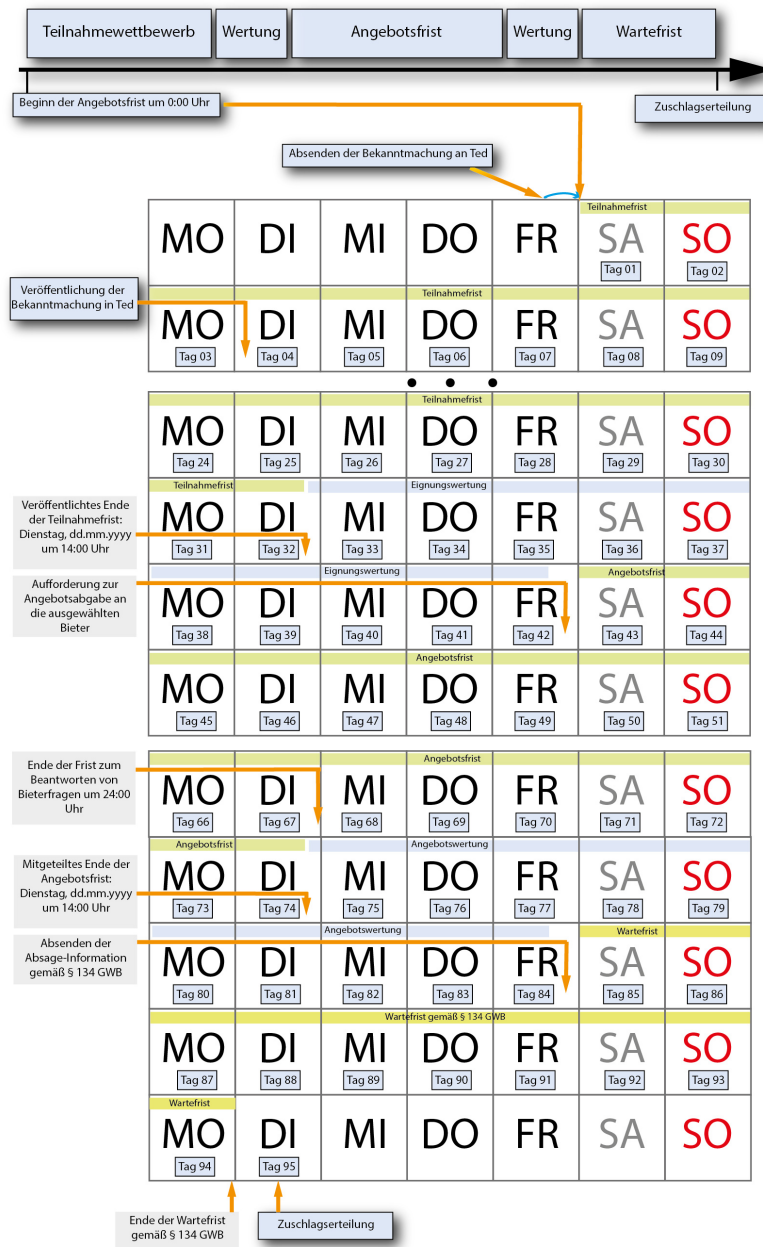 Teilnahmewettbewerb Wertung Angebotsfrist Wertung Wartefrist
Beginn der Angebotsfrist um 0:00 Uhr
Zuschlagserteilung
Absenden der Bekanntmachung an Ted
Teilnahmefrist
MO DI MI DO FR SA SO
Tag 01 Tag 02
Veröffentlichung der
Bekanntmachung in Ted
Teilnahmefrist
MO DI MI DO FR SA SO
Tag 03 Tag 04 Tag 05 Tag 06 Tag 07 Tag 08 Tag 09
• • •
Teilnahmefrist
MO DI MI DO FR SA SO
Tag 24 Tag 25 Tag 26 Tag 27 Tag 28 Tag 29 Tag 30
Veröffentlichtes Ende
der Teilnahmefrist:
Dienstag, dd.mm.yyyy
um 14:00 Uhr
Teilnahmefrist Eignungswertung
MO DI MI DO FR SA SO
Tag 31 Tag 32 Tag 33 Tag 34 Tag 35 Tag 36 Tag 37
Aufforderung zur
Angebotsabgabe an
die ausgewählten
Bieter
Eignungswertung Angebotsfrist
MO DI MI DO FR SA SO
Tag 38 Tag 39 Tag 40 Tag 41 Tag 42 Tag 43 Tag 44
Angebotsfrist
MO DI MI DO FR SA SO
Tag 45 Tag 46 Tag 47 Tag 48 Tag 49 Tag 50 Tag 51
Ende der Frist zum
Beantworten von
Bieterfragen um 24:00
Uhr
Angebotsfrist
MO DI MI DO FR SA SO
Tag 66 Tag 67 Tag 68 Tag 69 Tag 70 Tag 71 Tag 72
Mitgeteiltes Ende der
Angebotsfrist:
Dienstag, dd.mm.yyyy
um 14:00 Uhr
Angebotsfrist Angebotswertung
MO DI MI DO FR SA SO
Tag 73 Tag 74 Tag 75 Tag 76 Tag 77 Tag 78 Tag 79
Absenden der
Absage-Information
gemäß § 134 GWB
Angebotswertung Wartefrist
MO DI MI DO FR SA SO
Tag 80 Tag 81 Tag 82 Tag 83 Tag 84 Tag 85 Tag 86
Wartefrist gemäß § 134 GWB
MO DI MI DO FR SA SO
Tag 87 Tag 88 Tag 89 Tag 90 Tag 91 Tag 92 Tag 93
Wartefrist
MO DI MI DO FR SA SO
Tag 94 Tag 95
Ende der Wartefrist
gemäß § 134 GWB
Zuschlagserteilung